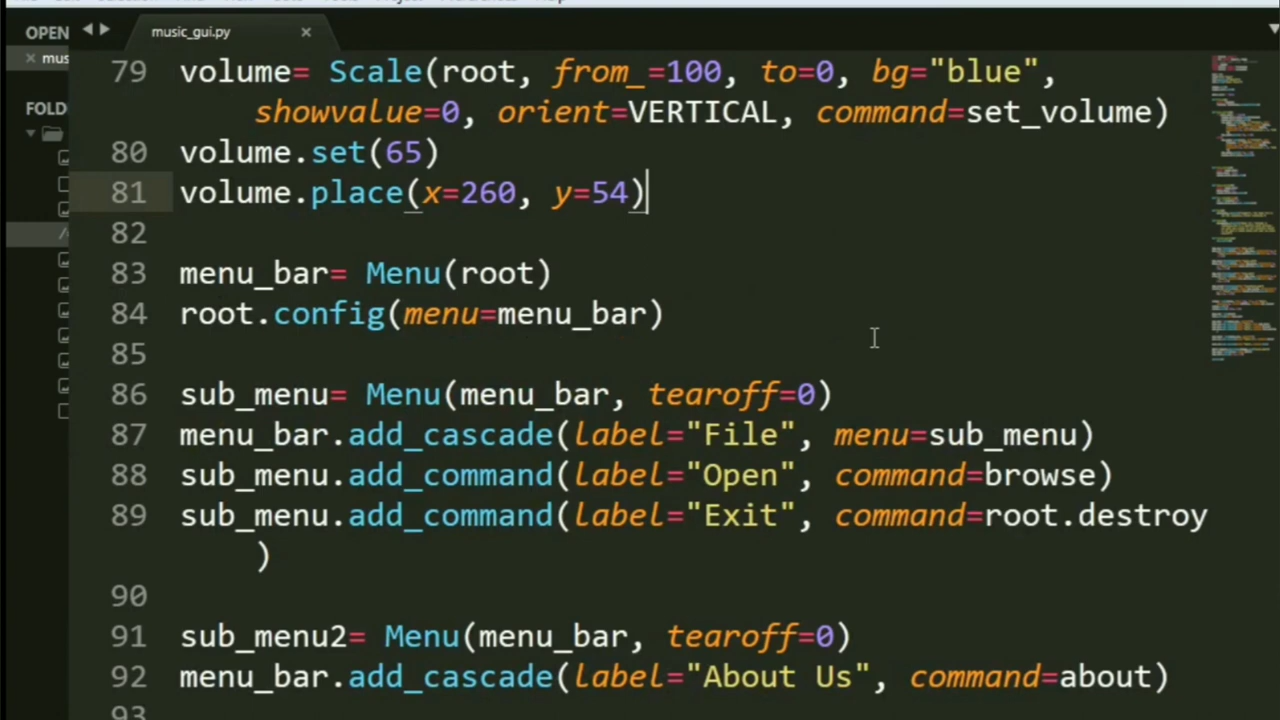 OPEN
music_gui.py
mus
FOLD
79 volume= Scale(root, from_=100, to=0, bg="blue",
showvalue=0, orient=VERTICAL, command=set_volume)
80 volume.set(65)
81 volume.place(x=260, y=54)
82
83 menu_bar= Menu(root)
84 root.config(menu=menu_bar)
85
86 sub_menu= Menu(menu_bar, tearoff=0)
87 menu_bar.add_cascade(label="File", menu=sub_menu)
88 sub_menu.add_command(label="Open", command=browse)
89 sub_menu.add_command(label="Exit", command=root.destroy
)
90
91 sub_menu2= Menu(menu_bar, tearoff=0)
92 menu_bar.add_cascade(label="About Us", command=about)
93